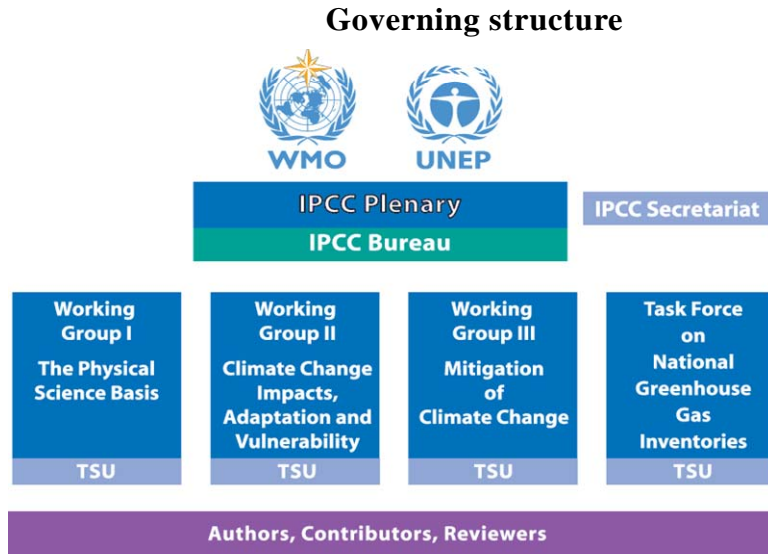 Governing structure
WMO
UNEP
IPCC Plenary
IPCC Secretariat
IPCC Bureau
Working
Group I
The Physical
Science Basis
TSU
Working
Group II
Climate Change
Impacts,
Adaptation and
Vulnerability
TSU
Working
Group III
Mitigation
of
Climate Change
TSU
Task Force
on
National
Greenhouse
Gas
Inventories
TSU
Authors, Contributors, Reviewers